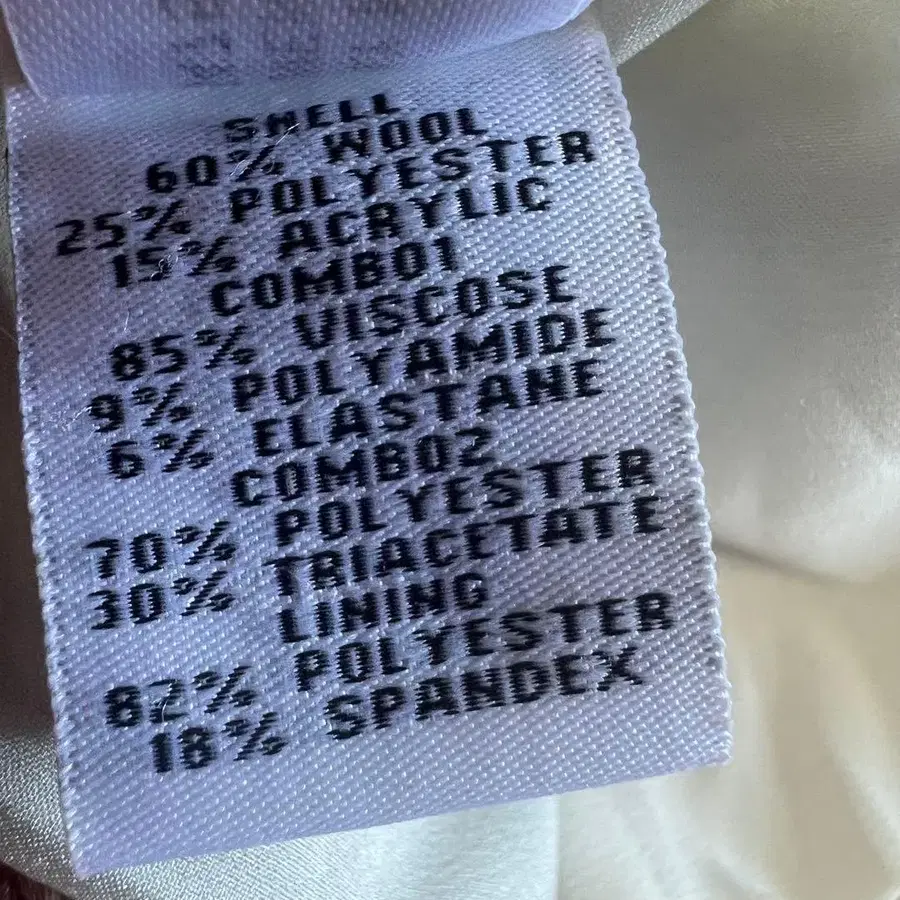 SHELL
60% WOOL
25% POLYESTER
15% ACRYLIC
COMBO1
85% VISCOSE
9% POLYAMIDE
6% ELASTANE
COMBO2
70% POLYESTER
30% TRIACETATE
LINING
82% POLYESTER
18% SPANDEX